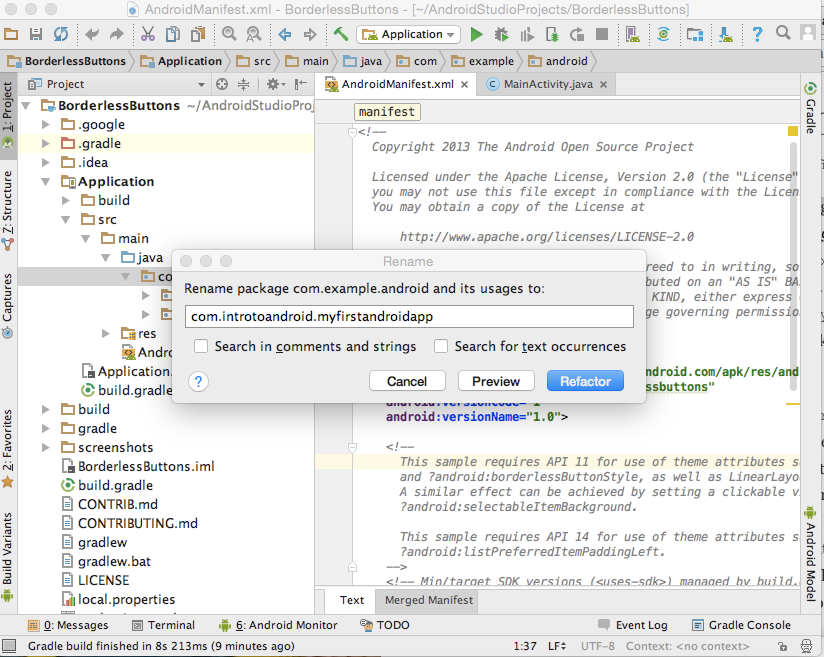 AndroidManifest.xml - BorderlessButtons - [~/AndroidStudioProjects/BorderlessButtons]
Application
BorderlessButtons Application src main java com example android
Project AndroidManifest.xml MainActivity.java
1: Project
Z: Structure
Captures
2: Favorites
Build Variants
BorderlessButtons ~/AndroidStudioProj
.google
.gradle
.idea
Application
build
src
main
java
co
res
Andro
Application.
build.gradle
build
gradle
screenshots
BorderlessButtons.iml
build.gradle
CONTRIB.md
CONTRIBUTING.md
gradlew
gradlew.bat
LICENSE
local.properties
manifest
<!--
Copyright 2013 The Android Open Source Project
Licensed under the Apache License, Version 2.0 (the "License"
you may not use this file except in compliance with the Licen
You may obtain a copy of the License at
http://www.apache.org/licenses/LICENSE-2.0
reed to in writing, so
buted on an "AS IS" BA
KIND, either express
ge governing permissio
ndroid.com/apk/res/and
ssbuttons"
android:versionCode="1"
android:versionName="1.0">
<!--
This sample requires API 11 for use of theme attributes s
and ?android:borderlessButtonStyle, as well as LinearLayo
A similar effect can be achieved by setting a clickable v
?android:selectableItemBackground.
This sample requires API 14 for use of theme attributes s
?android:listPreferredItemPaddingLeft.
-->
<!-- Min/target SDK versions (<uses-sdk>) managed by build.
Rename
Rename package com.example.android and its usages to:
com.introtoandroid.myfirstandroidapp
Search in comments and strings Search for text occurrences
? Cancel Preview Refactor
Text Merged Manifest
Gradle
Android Model
0: Messages Terminal 6: Android Monitor TODO Event Log Gradle Console
Gradle build finished in 8s 213ms (9 minutes ago) 1:37 LF UTF-8 Context: <no context>